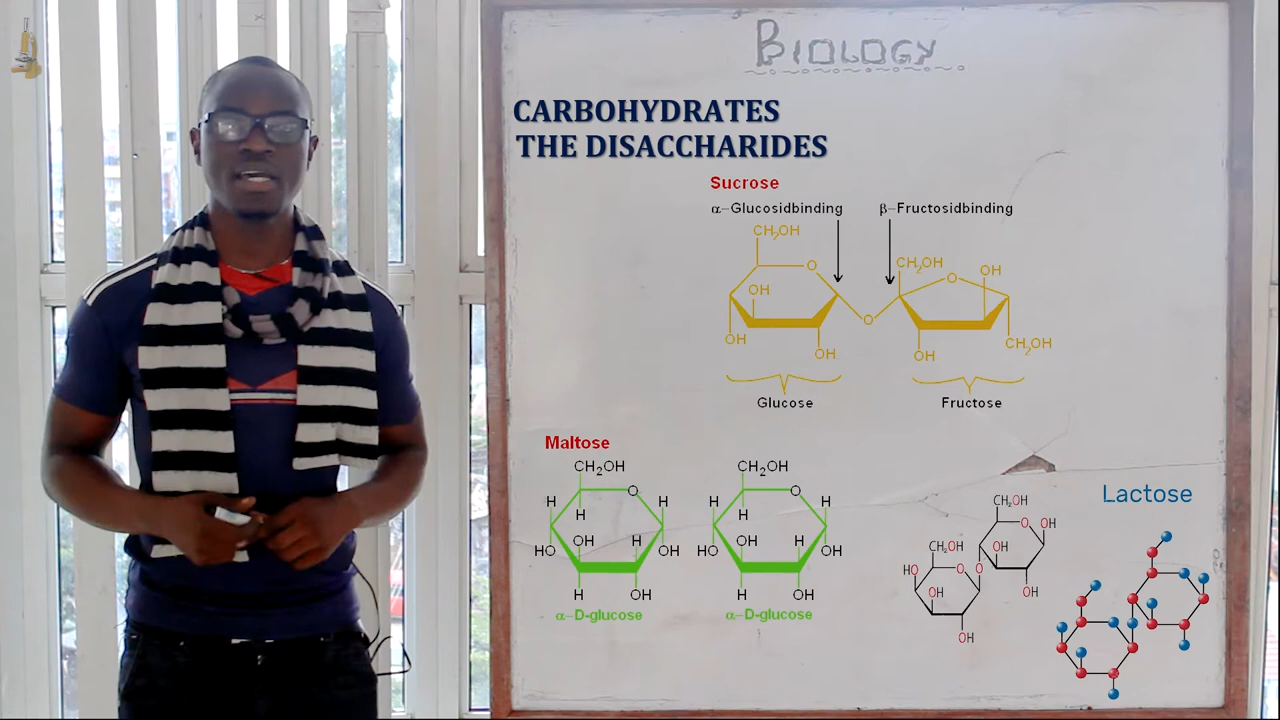 BIOLOGY
CARBOHYDRATES
THE DISACCHARIDES
Sucrose
α–Glucosidbinding β–Fructosidbinding
CH₂OH
O CH₂OH O OH
OH
O
OH OH OH CH₂OH
Glucose Fructose
Maltose
CH₂OH CH₂OH
O O
H H H H
H H
OH H OH H
HO OH HO OH
H OH H OH
α–D-glucose α–D-glucose
Lactose
CH₂OH
O OH
CH₂OH OH
HO O O
OH OH
OH